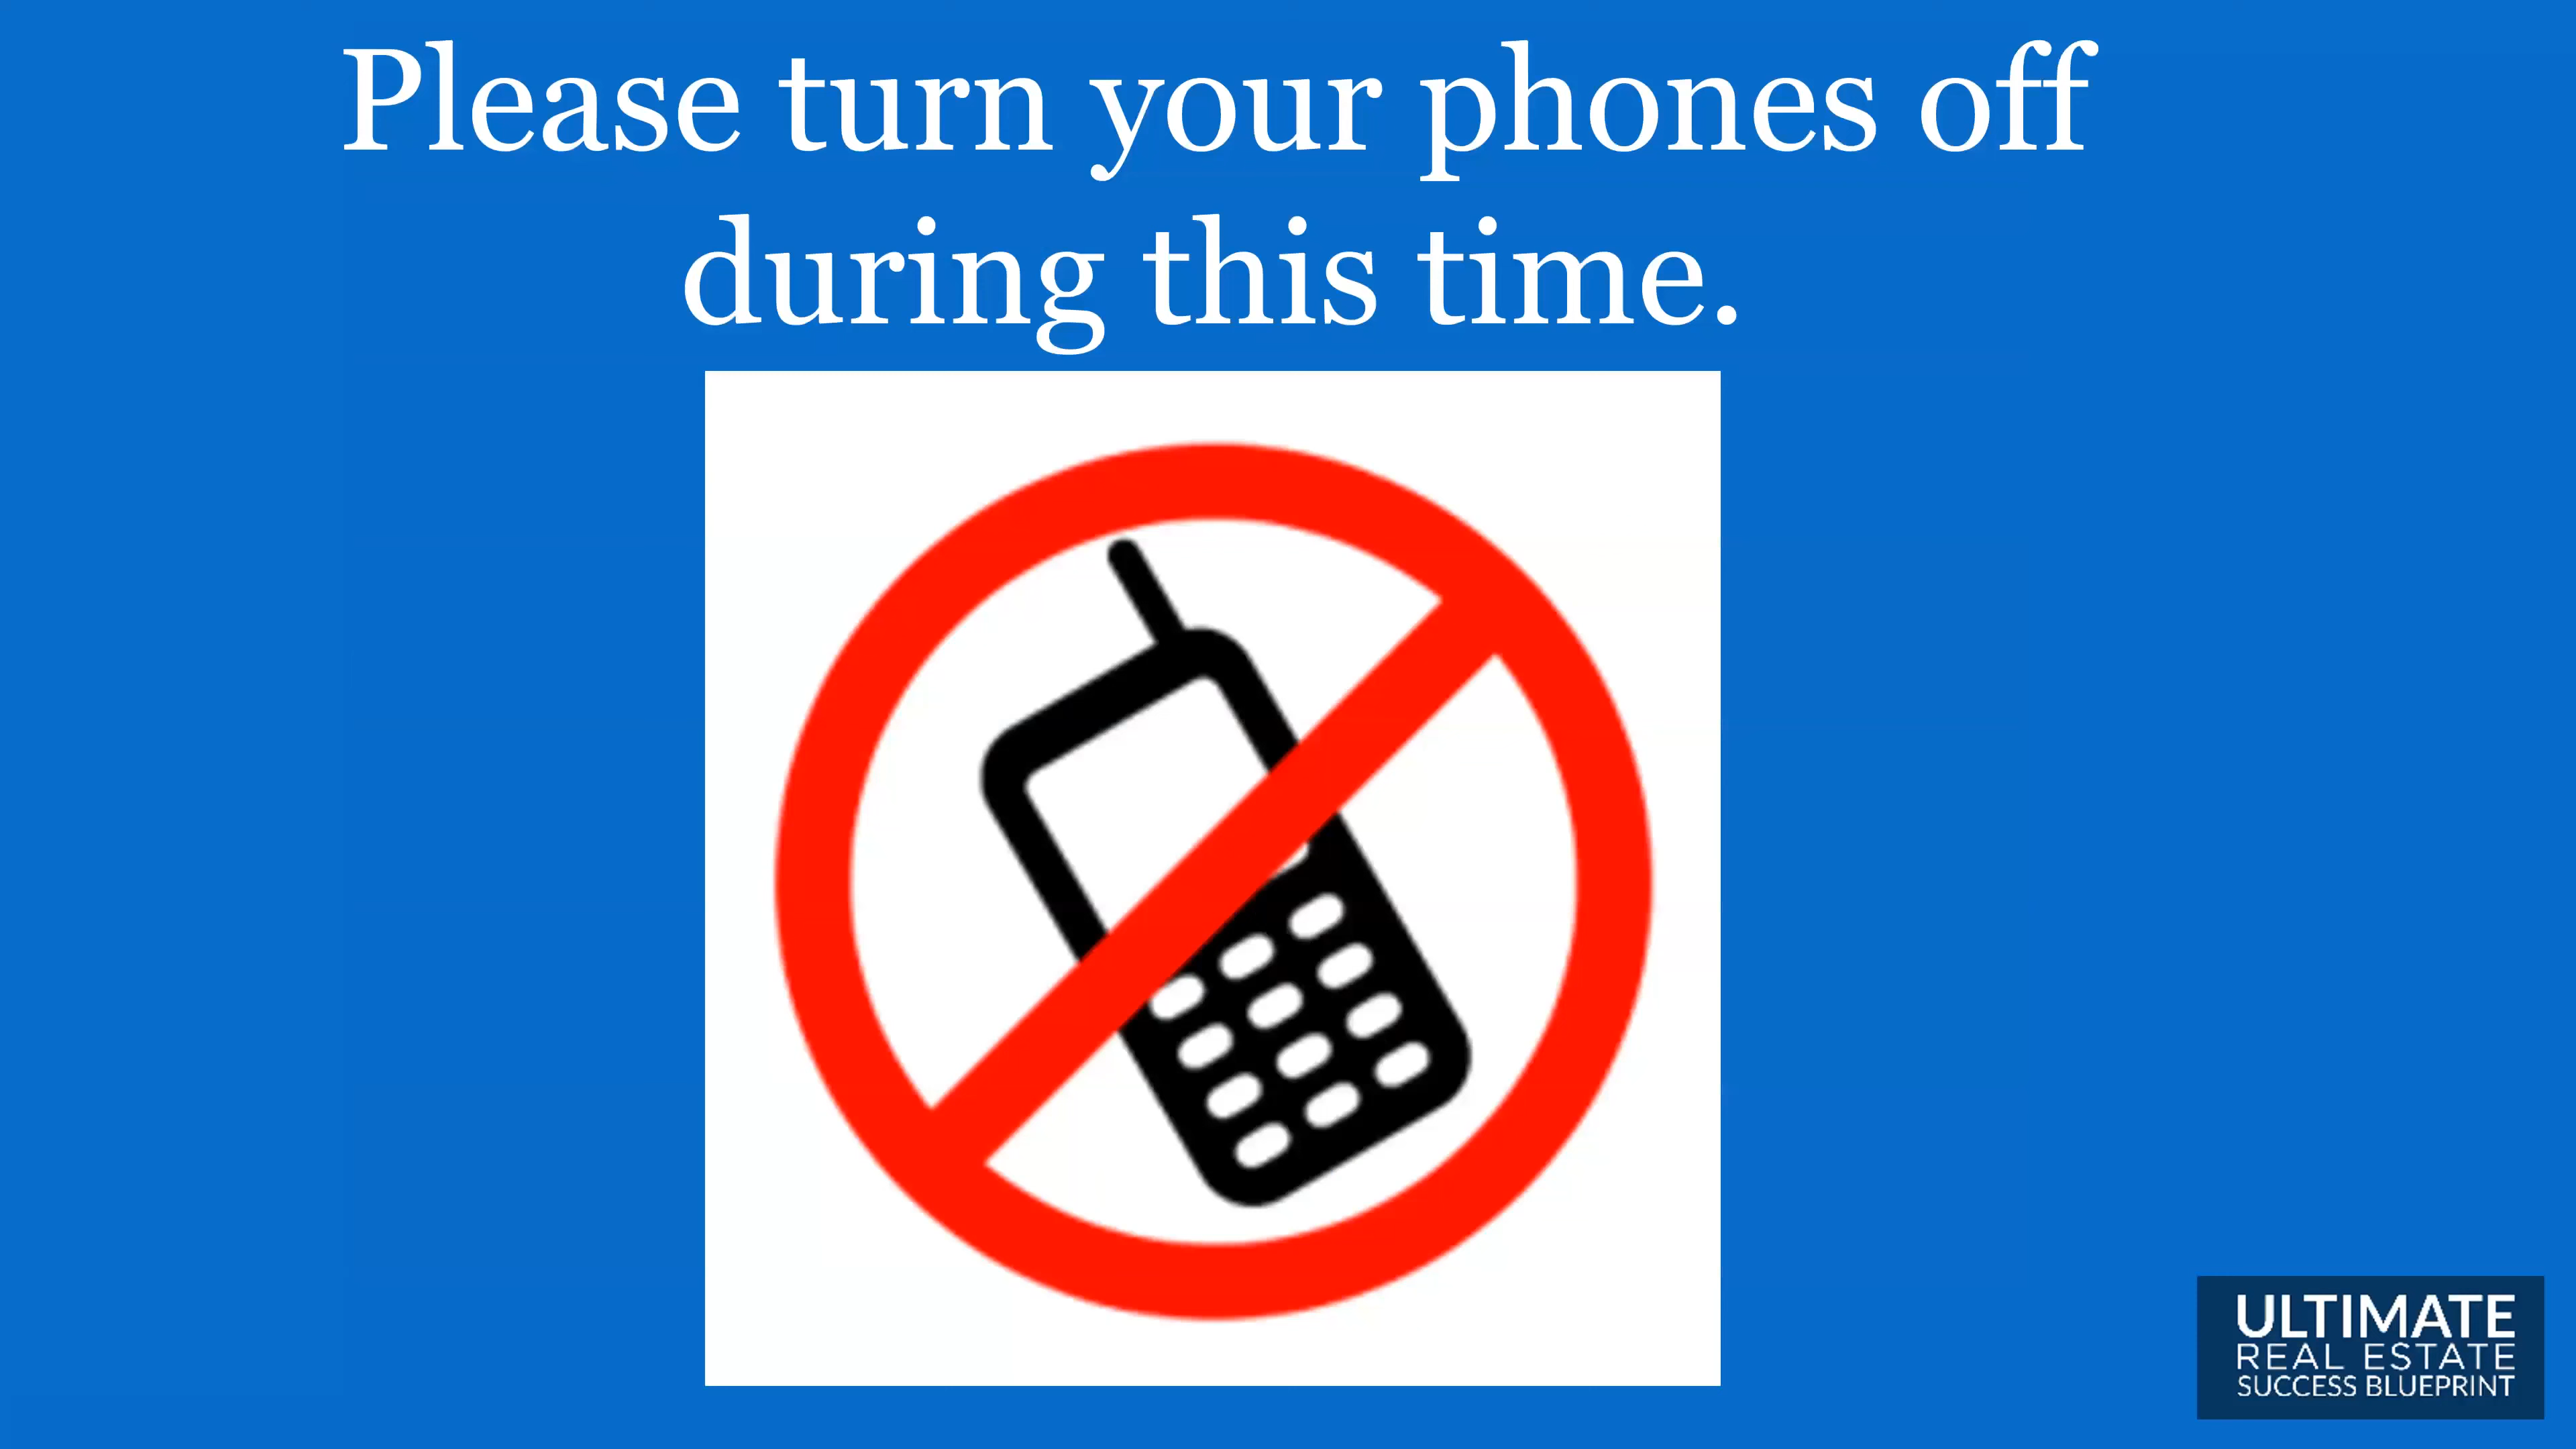 Please turn your phones off
during this time.
ULTIMATE
REAL ESTATE
SUCCESS BLUEPRINT